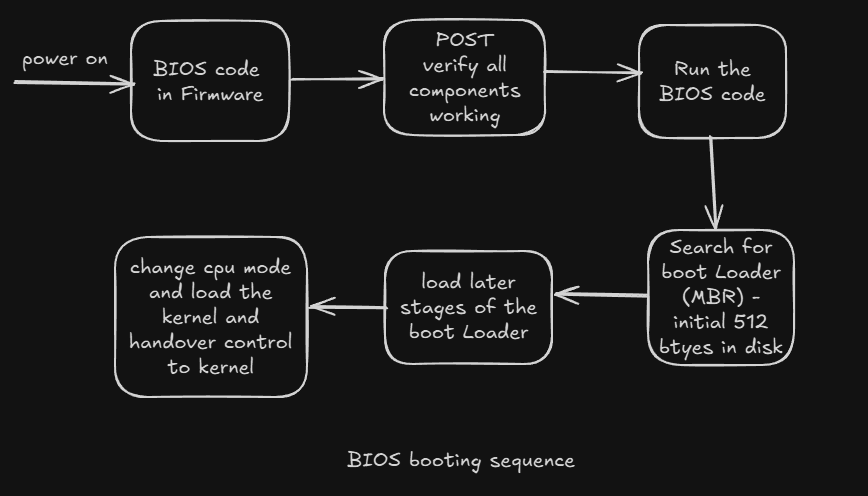 power on
BIOS code
in Firmware
POST
verify all
components
working
Run the
BIOS code
Search for
boot Loader
(MBR) -
initial 512
btyes in disk
load later
stages of the
boot Loader
change cpu mode
and load the
kernel and
handover control
to kernel
BIOS booting sequence